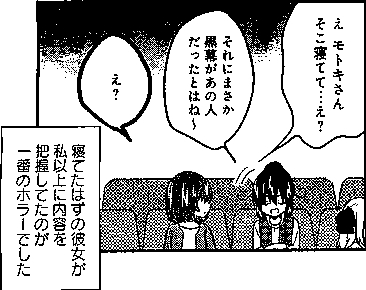 え モトキさん
そこ寝てて…え?
それにまさか
黒幕があの人
だったとはね〜
え?
寝てたはずの彼女が
私以上に内容を
把握してたのが
一番のホラーでした